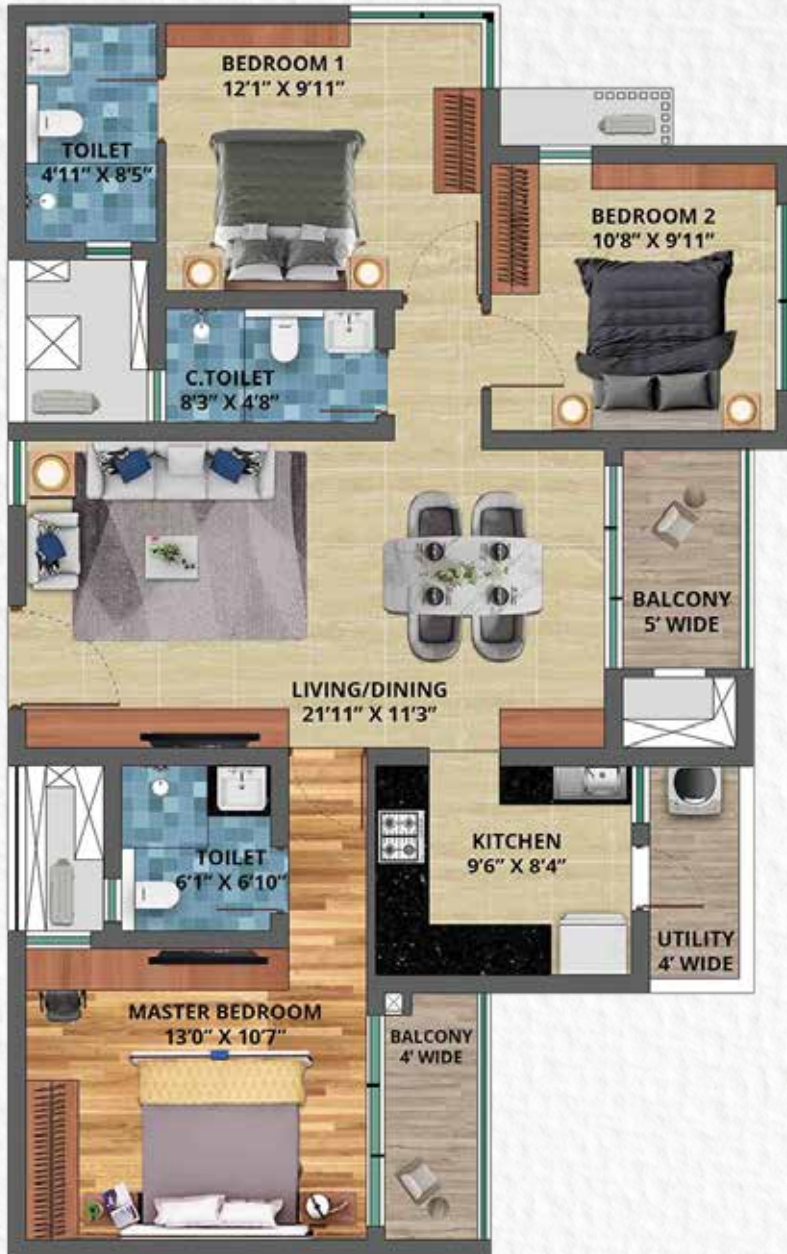 BEDROOM 1
12'1" X 9'11"
TOILET
4'11" X 8'5"
BEDROOM 2
10'8" X 9'11"
C.TOILET
8'3" X 4'8"
BALCONY
5' WIDE
LIVING/DINING
21'11" X 11'3"
KITCHEN
9'6" X 8'4"
TOILET
6'1" X 6'10"
UTILITY
4' WIDE
MASTER BEDROOM
13'0" X 10'7"
BALCONY
4' WIDE